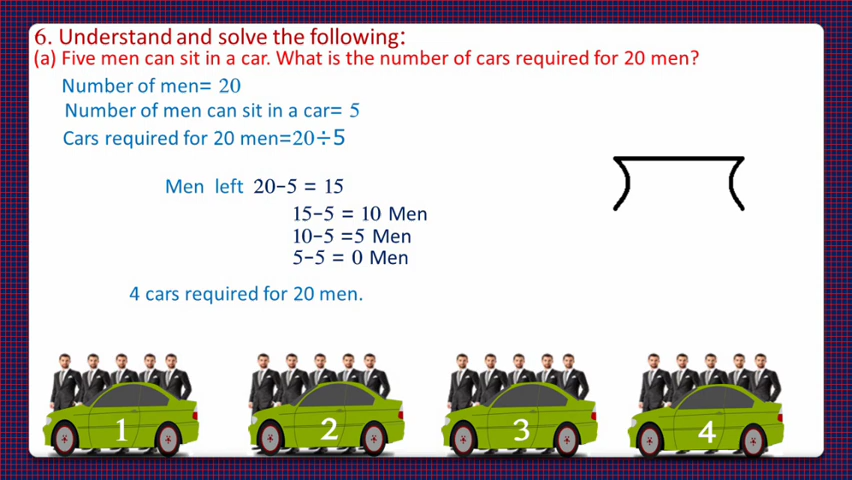 6. Understand and solve the following:
(a) Five men can sit in a car. What is the number of cars required for 20 men?
Number of men= 20
Number of men can sit in a car= 5
Cars required for 20 men=20÷5
Men left 20-5 = 15
15-5 = 10 Men
10-5 =5 Men
5-5 = 0 Men
4 cars required for 20 men.
1 2 3 4